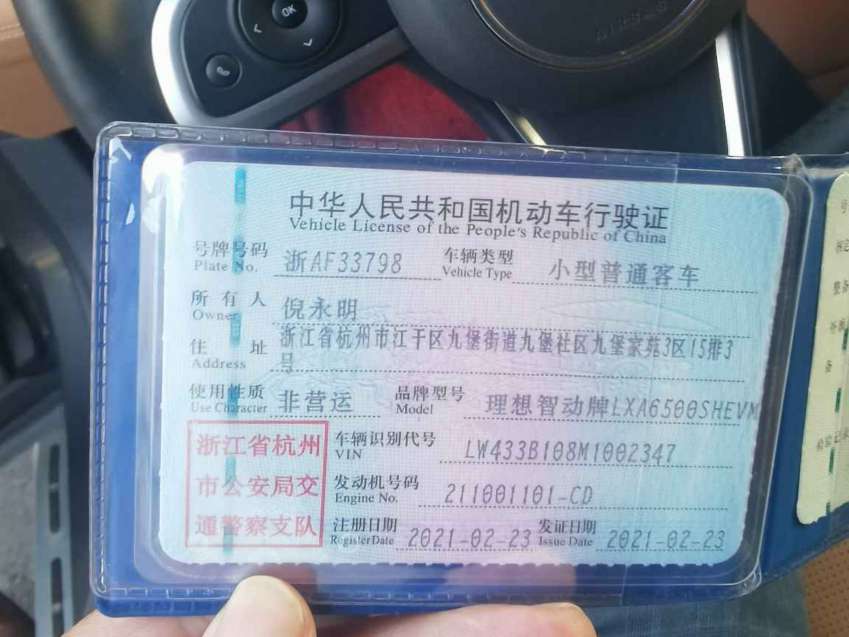 OK
AIRBAG
中华人民共和国机动车行驶证
Vehicle License of the People's Republic of China
号牌号码 浙AF33798 车辆类型 小型普通客车
Plate No. Vehicle Type
所有人 倪永明
Owner
住址 浙江省杭州市江干区九堡街道九堡社区九堡家苑3区15排3
Address 号
使用性质 非营运 品牌型号 理想智动牌LXA6500SHEVM
Use Character Model
浙江省杭州
市公安局交
通警察支队
车辆识别代号 LW433B108M1002347
VIN
发动机号码 211001101-CD
Engine No.
注册日期 2021-02-23 发证日期 2021-02-23
Register Date Issue Date
号
整备
备
检验